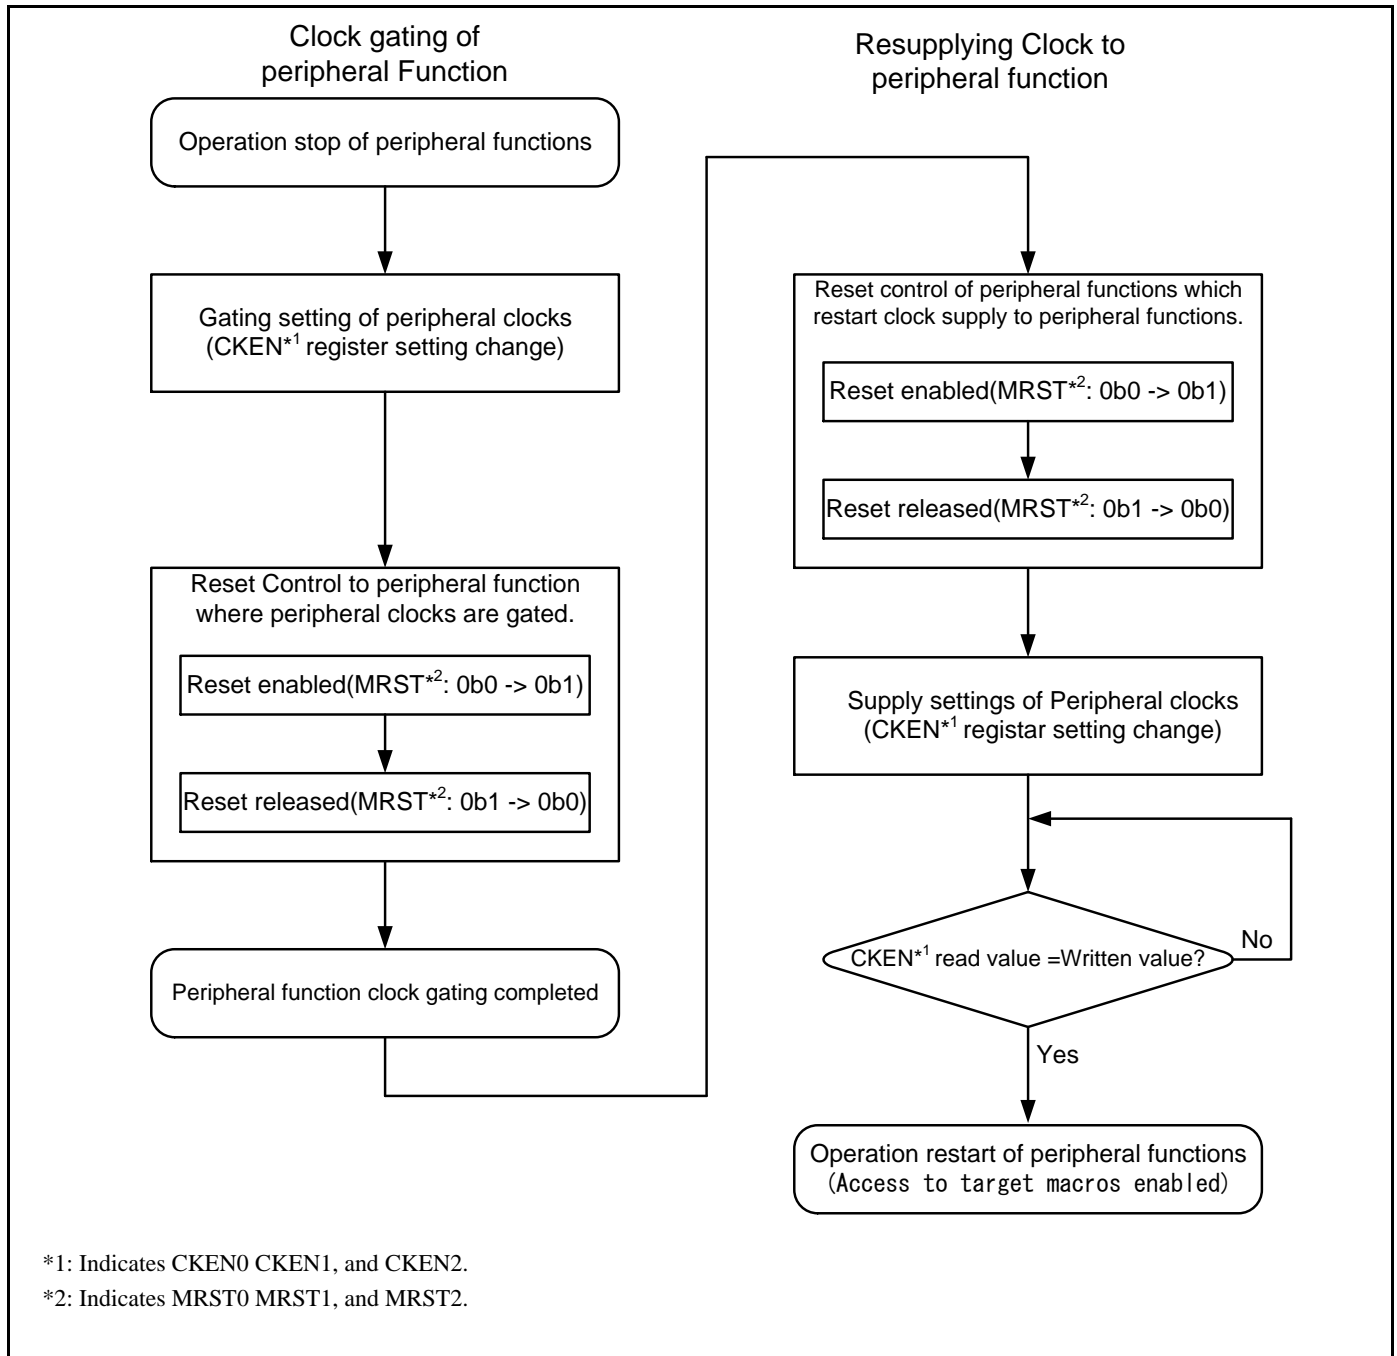 Clock gating of
peripheral Function
Operation stop of peripheral functions
Gating setting of peripheral clocks
(CKEN*1 register setting change)
Reset Control to peripheral function
where peripheral clocks are gated.
Reset enabled(MRST*2: 0b0 -> 0b1)
Reset released(MRST*2: 0b1 -> 0b0)
Peripheral function clock gating completed
Resupplying Clock to
peripheral function
Reset control of peripheral functions which
restart clock supply to peripheral functions.
Reset enabled(MRST*2: 0b0 -> 0b1)
Reset released(MRST*2: 0b1 -> 0b0)
Supply settings of Peripheral clocks
(CKEN*1 registar setting change)
CKEN*1 read value =Written value?
No
Yes
Operation restart of peripheral functions
(Access to target macros enabled)
*1: Indicates CKEN0 CKEN1, and CKEN2.
*2: Indicates MRST0 MRST1, and MRST2.